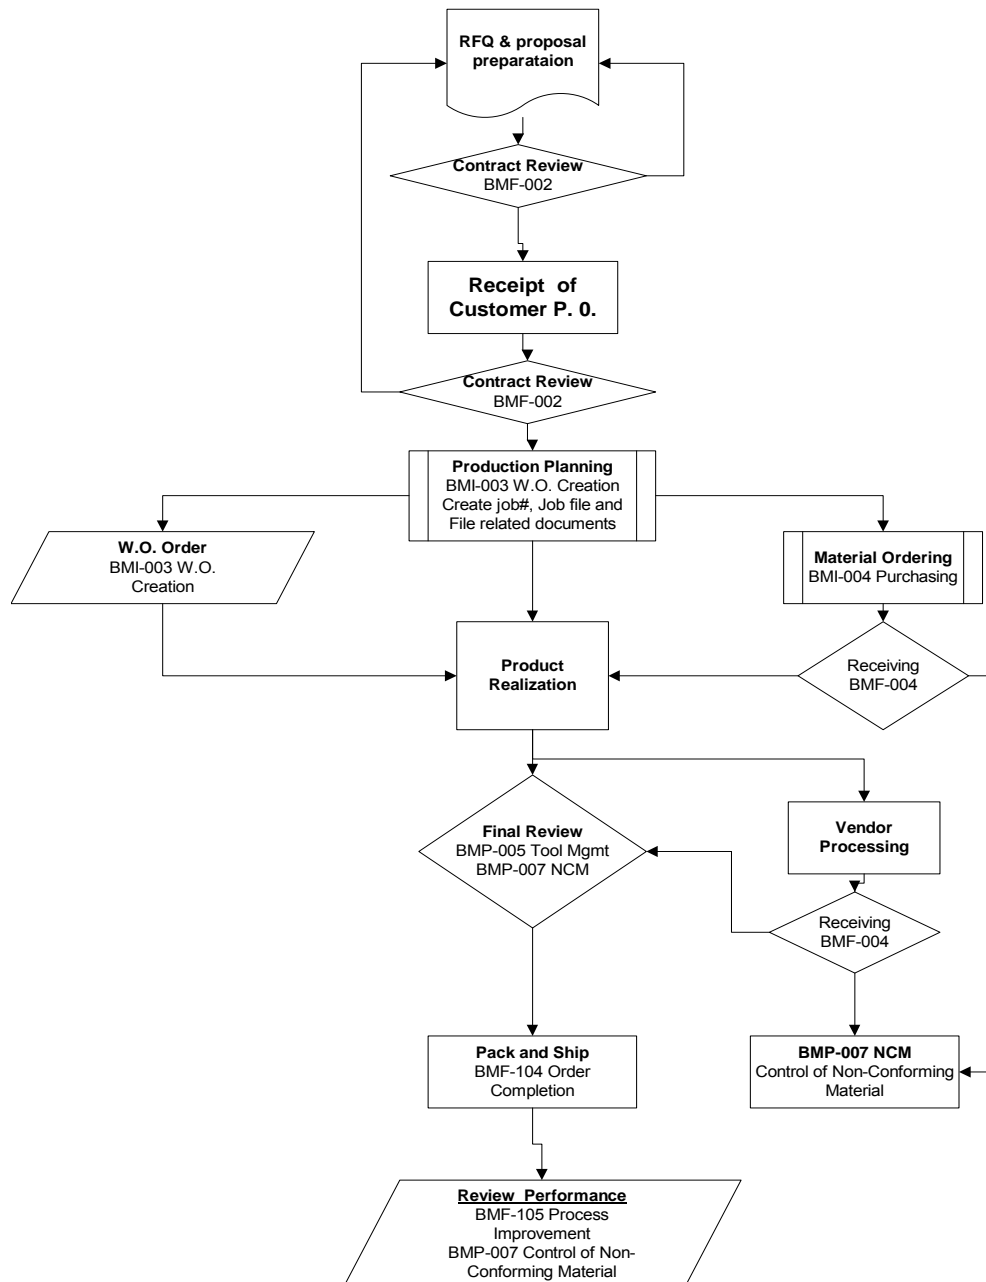 RFQ & proposal
preparataion
Contract Review
BMF-002
Receipt of
Customer P. 0.
Contract Review
BMF-002
Production Planning
BMI-003 W.O. Creation
Create job#, Job file and
File related documents
W.O. Order
BMI-003 W.O.
Creation
Material Ordering
BMI-004 Purchasing
Product
Realization
Receiving
BMF-004
Final Review
BMP-005 Tool Mgmt
BMP-007 NCM
Vendor
Processing
Receiving
BMF-004
Pack and Ship
BMF-104 Order
Completion
BMP-007 NCM
Control of Non-Conforming
Material
Review Performance
BMF-105 Process
Improvement
BMP-007 Control of Non-
Conforming Material